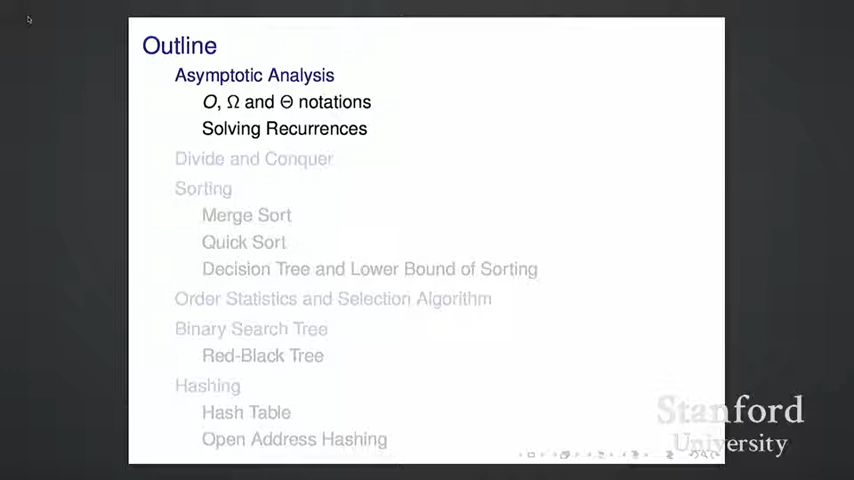 Outline
Asymptotic Analysis
O, Ω and Θ notations
Solving Recurrences
Divide and Conquer
Sorting
Merge Sort
Quick Sort
Decision Tree and Lower Bound of Sorting
Order Statistics and Selection Algorithm
Binary Search Tree
Red-Black Tree
Hashing
Hash Table
Open Address Hashing
Stanford
University